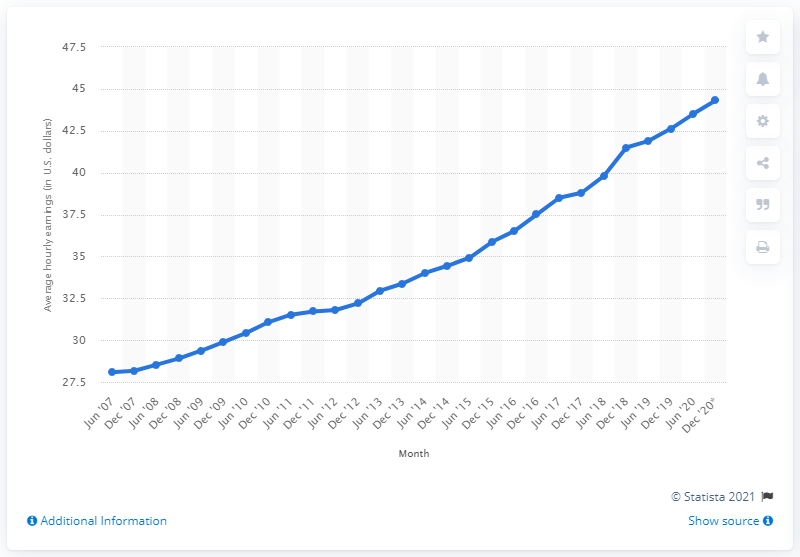 47.5
45
42.5
40
37.5
35
32.5
30
27.5
Average hourly earnings (in U.S. dollars)
Jun '07
Dec '07
Jun '08
Dec '08
Jun '09
Dec '09
Jun '10
Dec '10
Jun '11
Dec '11
Jun '12
Dec '12
Jun '13
Dec '13
Jun '14
Dec '14
Jun '15
Dec '15
Jun '16
Dec '16
Jun '17
Dec '17
Jun '18
Dec '18
Jun '19
Dec '19
Jun '20
Dec '20*
Month
© Statista 2021
Additional Information
Show source